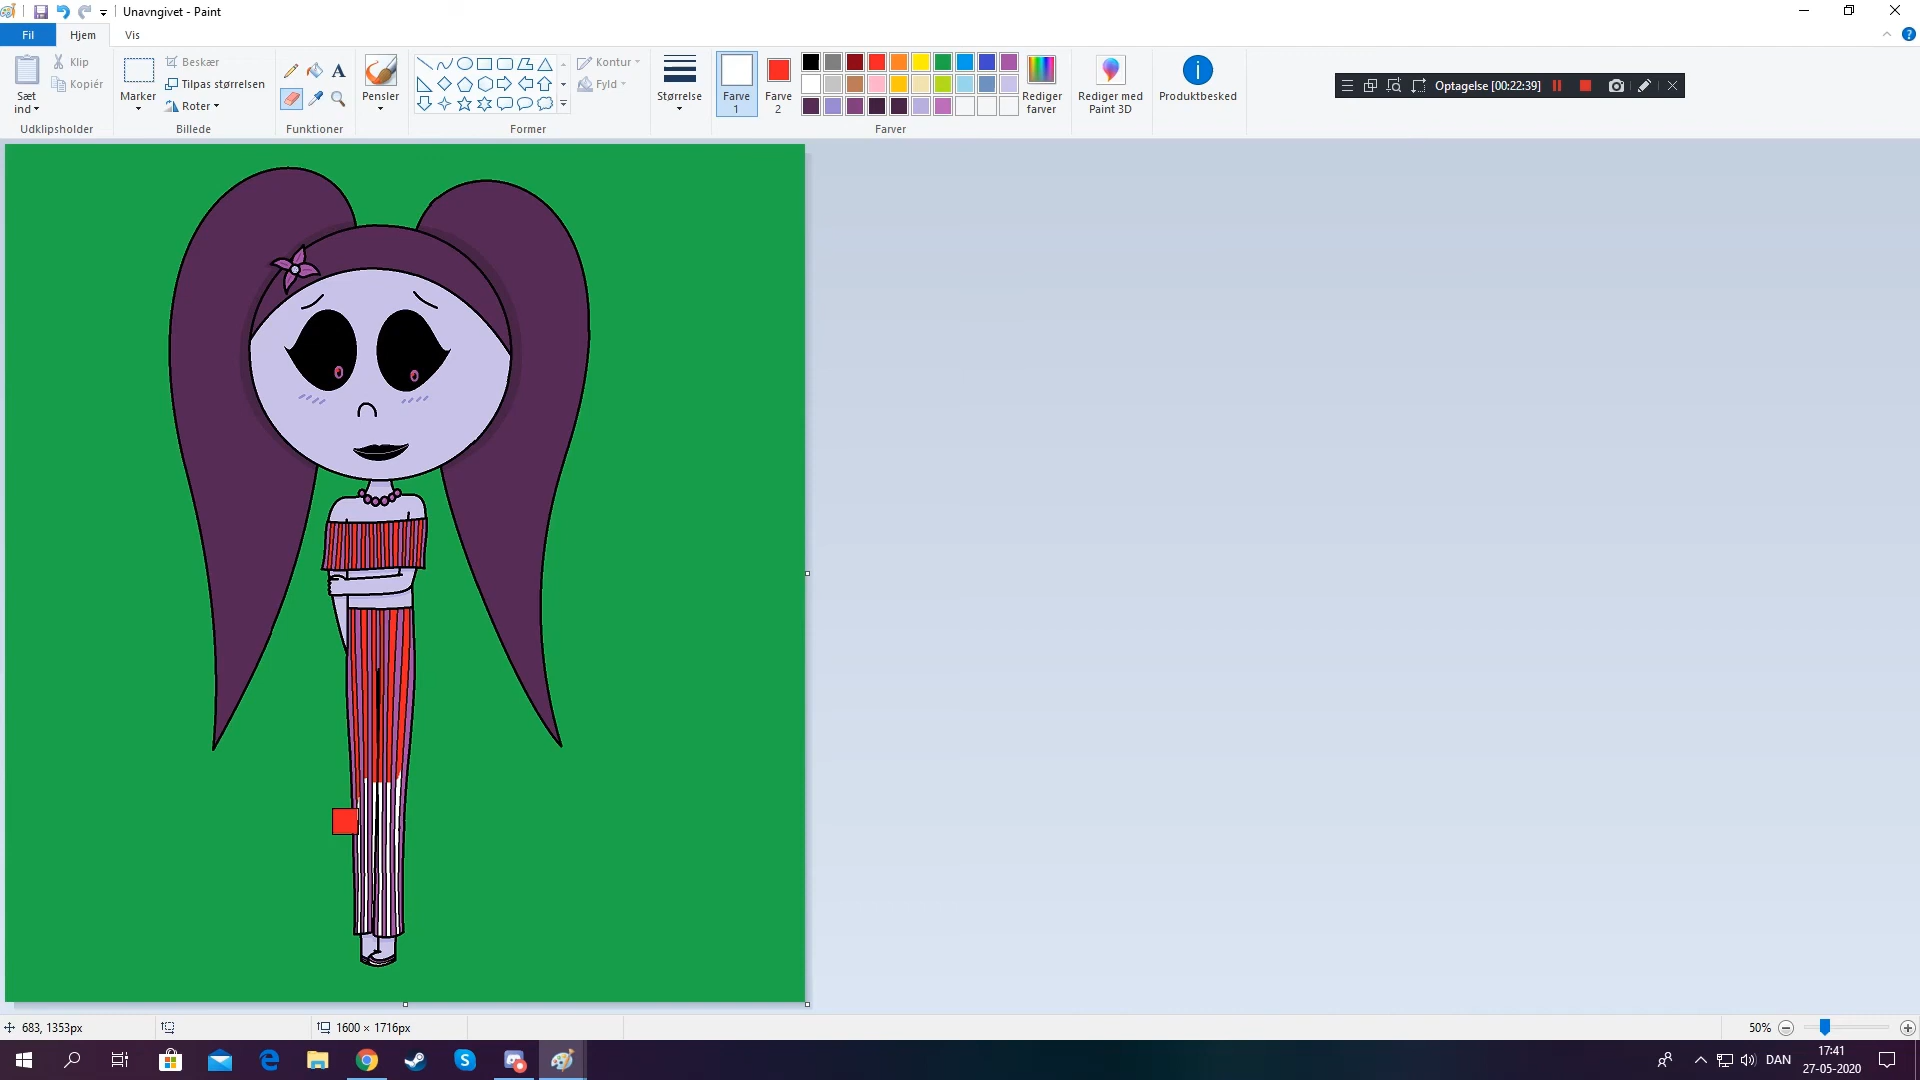 Unavngivet - Paint
Fil Hjem Vis
Sæt ind
Klip
Kopiér
Udklipsholder
Marker
Beskær
Tilpas størrelsen
Roter
Billede
A
Funktioner
Pensler
Kontur
Fyld
Former
Størrelse
Farve 1
Farve 2
Rediger farver
Farver
Rediger med Paint 3D
Produktbesked
Optagelse [00:22:39]
683, 1353px
1600 × 1716px
50%
DAN
17:41
27-05-2020